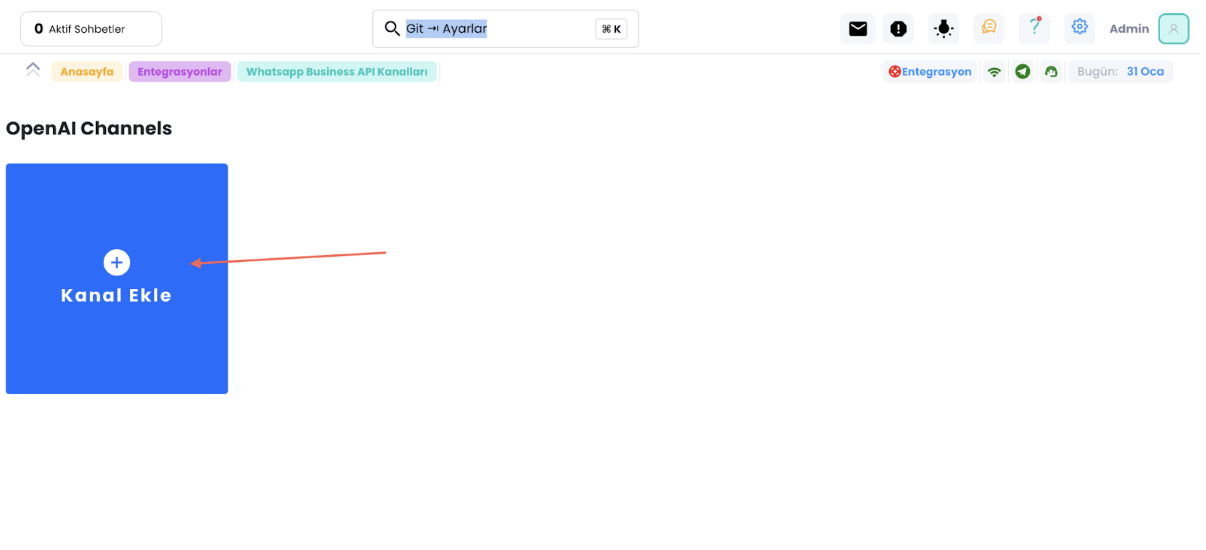 0 Aktif Sohbetler
Git ⇥ Ayarlar
⌘ K
Admin
Anasayfa
Entegrasyonlar
Whatsapp Business API Kanalları
Entegrasyon
Bugün: 31 Oca
OpenAI Channels
Kanal Ekle